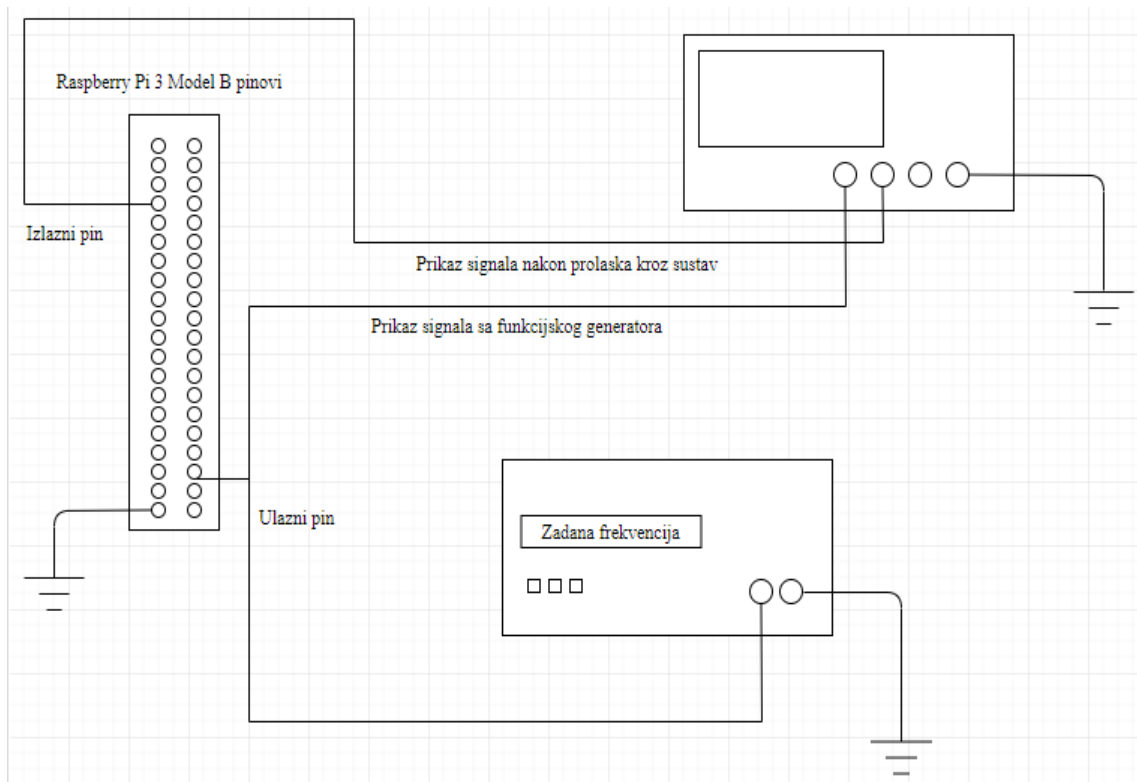 Raspberry Pi 3 Model B pinovi
Izlazni pin
Prikaz signala nakon prolaska kroz sustav
Prikaz signala sa funkcijskog generatora
Ulazni pin
Zadana frekvencija